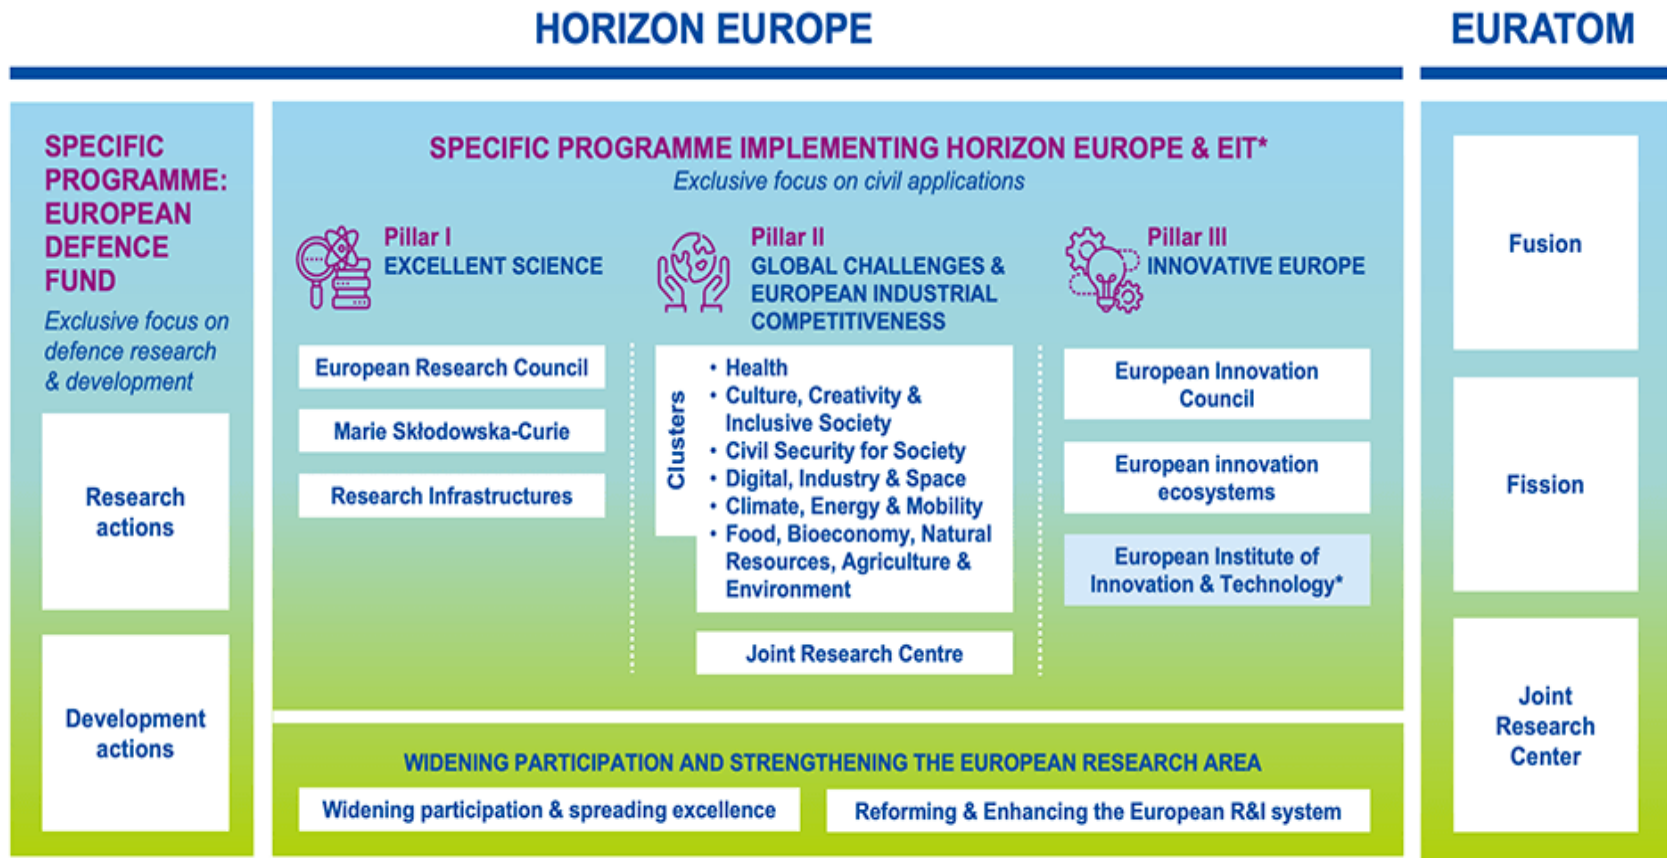 HORIZON EUROPE
EURATOM
SPECIFIC
PROGRAMME:
EUROPEAN
DEFENCE
FUND
Exclusive focus on
defence research
& development
Research
actions
Development
actions
SPECIFIC PROGRAMME IMPLEMENTING HORIZON EUROPE & EIT*
Exclusive focus on civil applications
Pillar I
EXCELLENT SCIENCE
European Research Council
Marie Skłodowska-Curie
Research Infrastructures
Pillar II
GLOBAL CHALLENGES &
EUROPEAN INDUSTRIAL
COMPETITIVENESS
Clusters
• Health
• Culture, Creativity &
Inclusive Society
• Civil Security for Society
• Digital, Industry & Space
• Climate, Energy & Mobility
• Food, Bioeconomy, Natural
Resources, Agriculture &
Environment
Joint Research Centre
Pillar III
INNOVATIVE EUROPE
European Innovation
Council
European innovation
ecosystems
European Institute of
Innovation & Technology*
WIDENING PARTICIPATION AND STRENGTHENING THE EUROPEAN RESEARCH AREA
Widening participation & spreading excellence
Reforming & Enhancing the European R&I system
Fusion
Fission
Joint
Research
Center